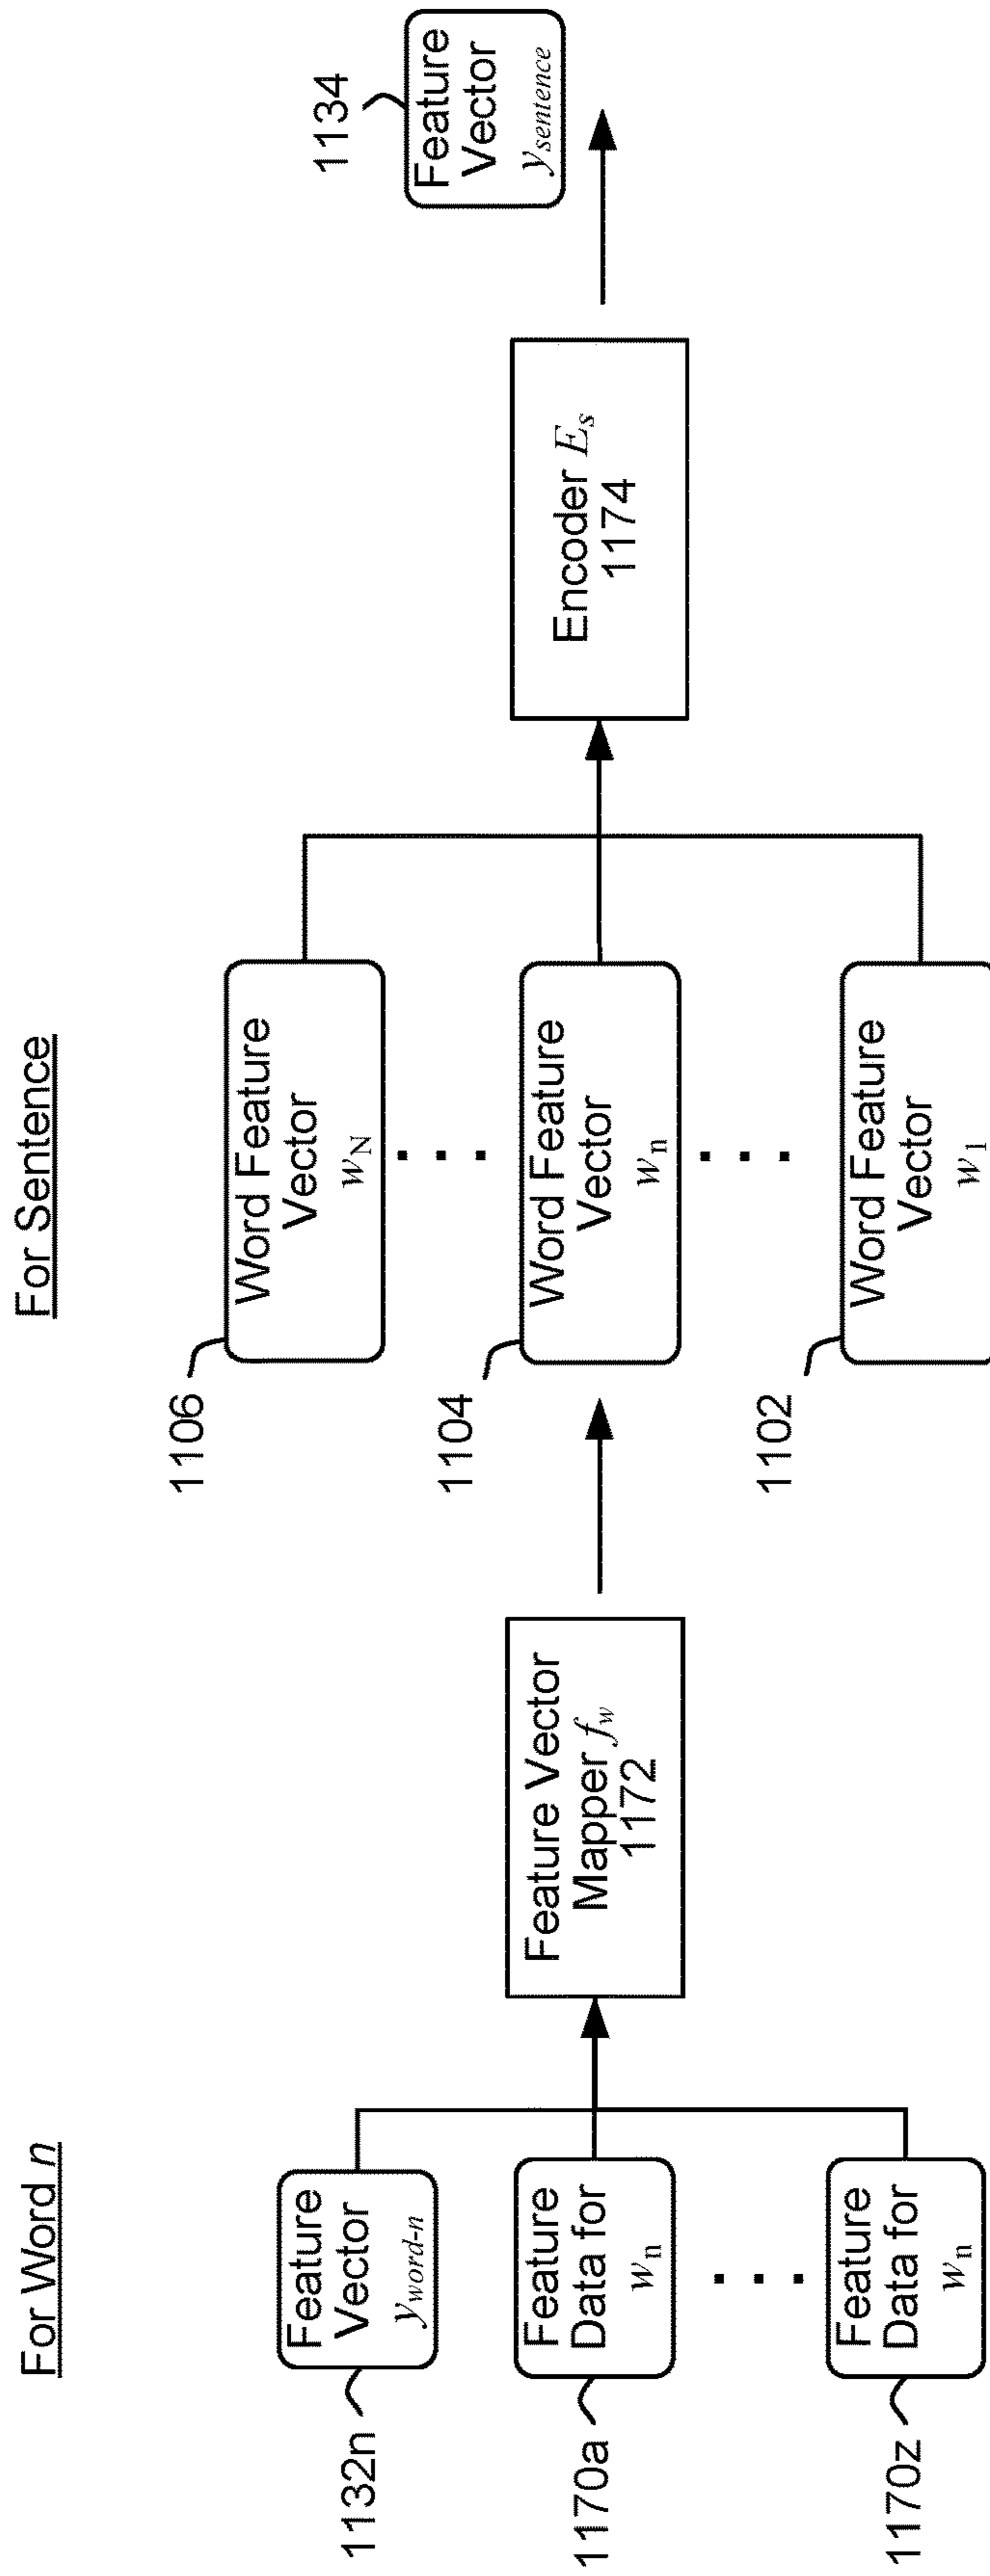 For Word n
1132n
Feature
Vector
y_word-n
1170a
Feature
Data for
w_n
. . .
1170z
Feature
Data for
w_n
Feature Vector
Mapper f_w
1172
For Sentence
1106
Word Feature
Vector
w_N
. . .
1104
Word Feature
Vector
w_n
. . .
1102
Word Feature
Vector
w_1
Encoder E_s
1174
1134
Feature
Vector
y_sentence